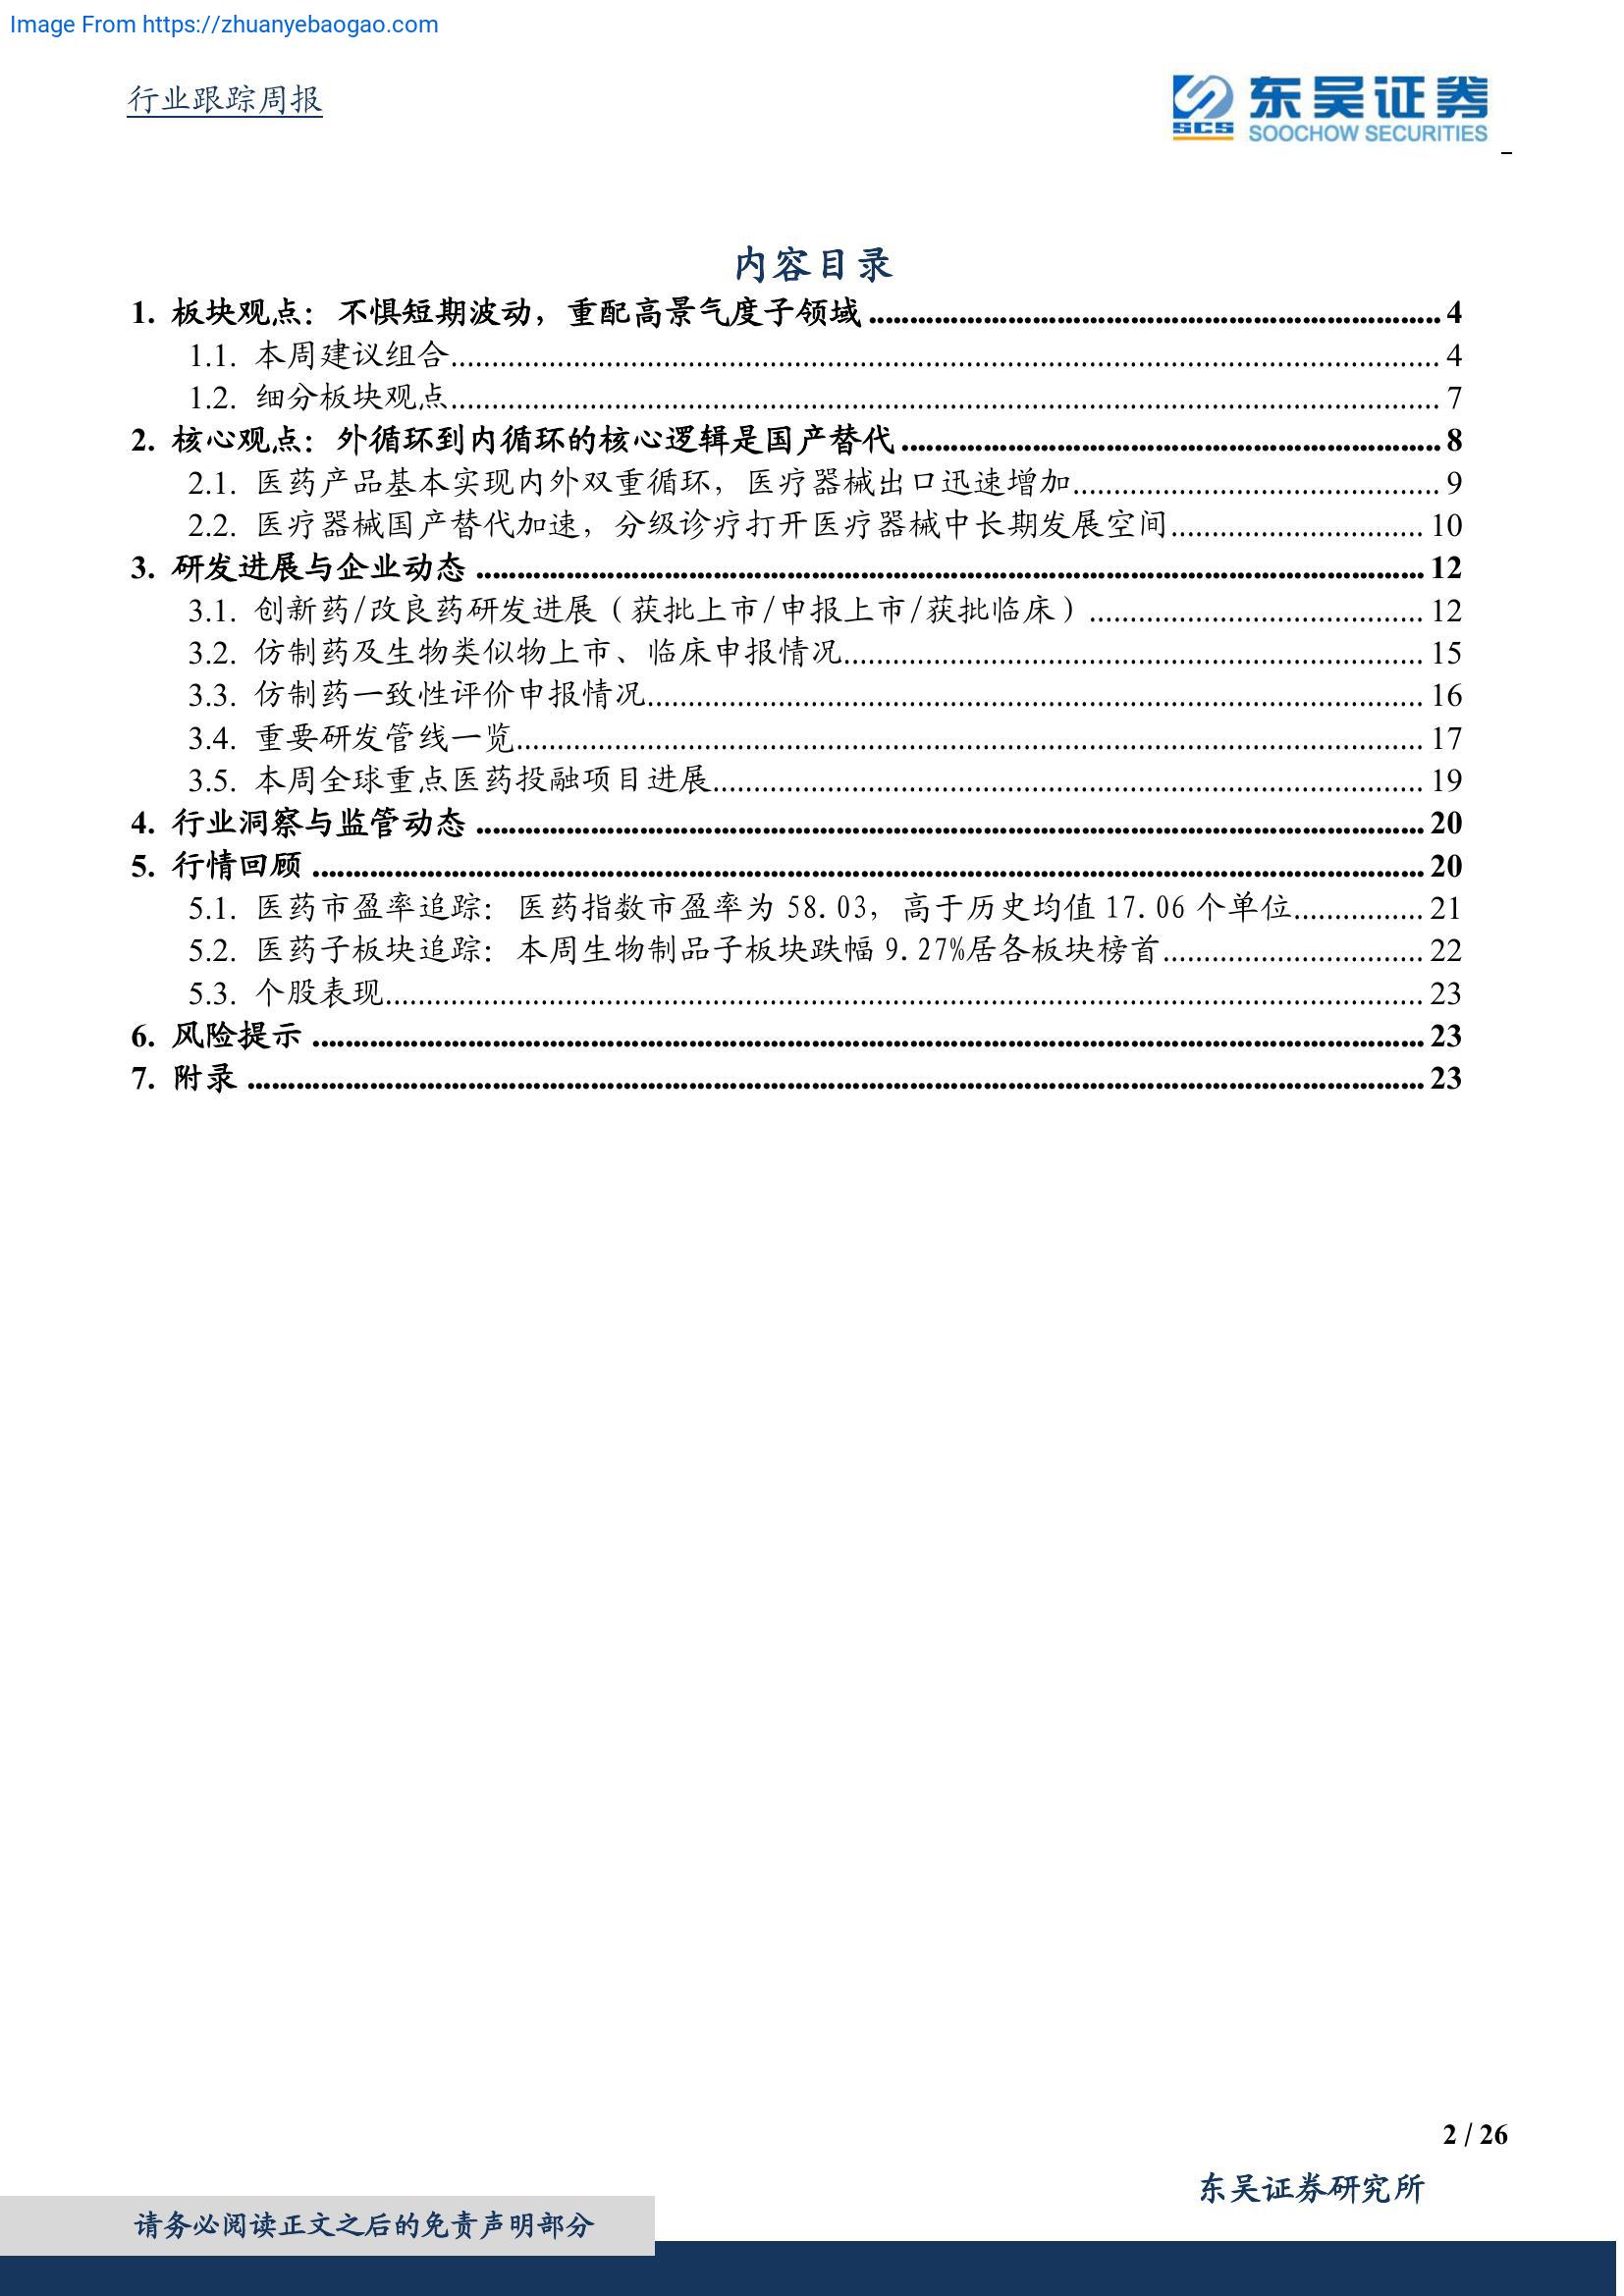 Image From https://zhuanyebaogao.com
行业跟踪周报
SCS
东吴证券
SOOCHOW SECURITIES
内容目录
1. 板块观点：不惧短期波动，重配高景气度子领域 4
1.1. 本周建议组合 4
1.2. 细分板块观点 7
2. 核心观点：外循环到内循环的核心逻辑是国产替代 8
2.1. 医药产品基本实现内外双重循环，医疗器械出口迅速增加 9
2.2. 医疗器械国产替代加速，分级诊疗打开医疗器械中长期发展空间 10
3. 研发进展与企业动态 12
3.1. 创新药/改良药研发进展（获批上市/申报上市/获批临床） 12
3.2. 仿制药及生物类似物上市、临床申报情况 15
3.3. 仿制药一致性评价申报情况 16
3.4. 重要研发管线一览 17
3.5. 本周全球重点医药投融项目进展 19
4. 行业洞察与监管动态 20
5. 行情回顾 20
5.1. 医药市盈率追踪：医药指数市盈率为 58.03，高于历史均值 17.06 个单位 21
5.2. 医药子板块追踪：本周生物制品子板块跌幅 9.27%居各板块榜首 22
5.3. 个股表现 23
6. 风险提示 23
7. 附录 23
2 / 26
东吴证券研究所
请务必阅读正文之后的免责声明部分